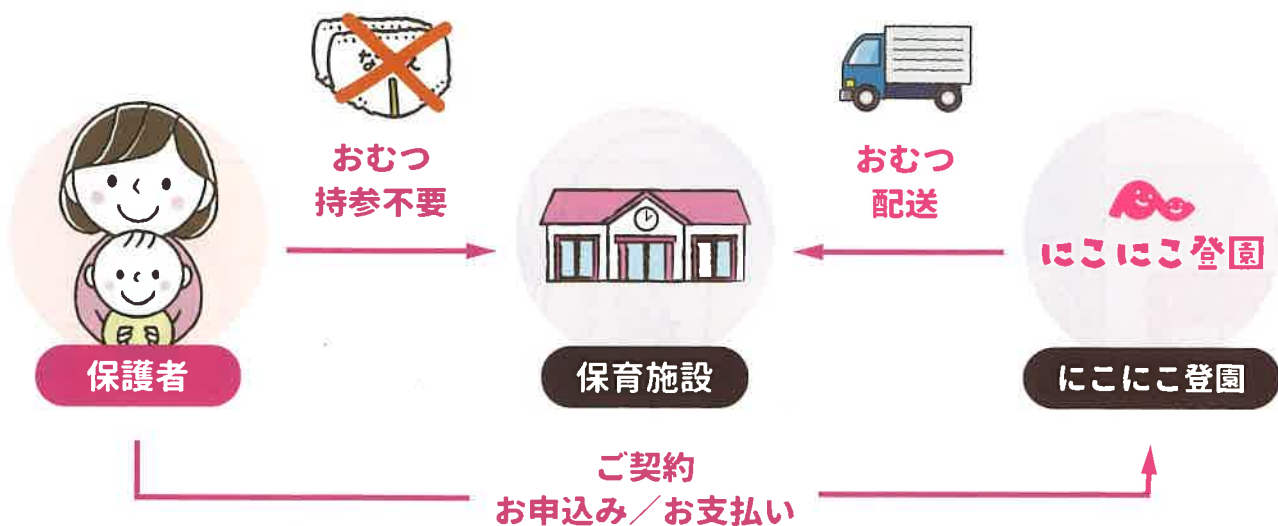 おむつ
持参不要
おむつ
配送
にこにこ登園
保護者
保育施設
にこにこ登園
ご契約
お申込み／お支払い